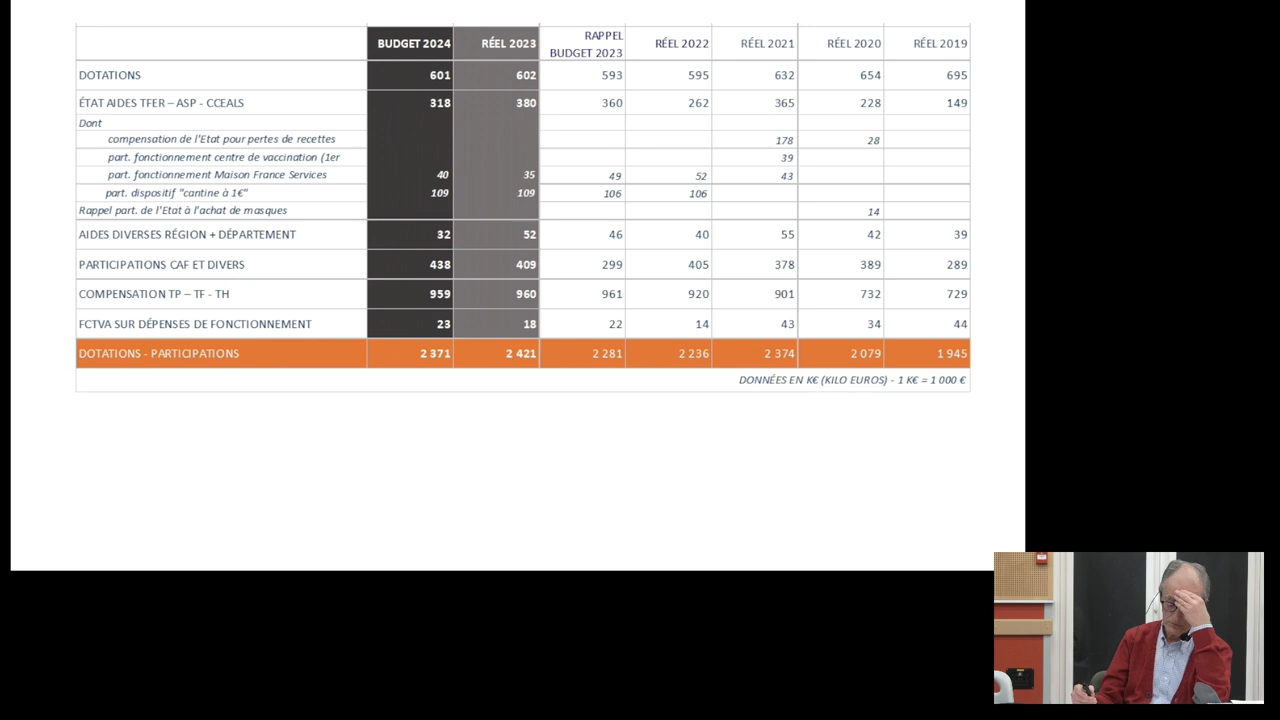 BUDGET 2024 RÉEL 2023 RAPPEL BUDGET 2023 RÉEL 2022 RÉEL 2021 RÉEL 2020 RÉEL 2019
DOTATIONS 601 602 593 595 632 654 695
ÉTAT AIDES TFER – ASP - CCEALS 318 380 360 262 365 228 149
Dont
compensation de l'Etat pour pertes de recettes 178 28
part. fonctionnement centre de vaccination (1er 39
part. fonctionnement Maison France Services 40 35 49 52 43
part. dispositif "cantine à 1€" 109 109 106 106
Rappel part. de l'Etat à l'achat de masques 14
AIDES DIVERSES RÉGION + DÉPARTEMENT 32 52 46 40 55 42 39
PARTICIPATIONS CAF ET DIVERS 438 409 299 405 378 389 289
COMPENSATION TP – TF - TH 959 960 961 920 901 732 729
FCTVA SUR DÉPENSES DE FONCTIONNEMENT 23 18 22 14 43 34 44
DOTATIONS - PARTICIPATIONS 2 371 2 421 2 281 2 236 2 374 2 079 1 945
DONNÉES EN K€ (KILO EUROS) - 1 K€ = 1 000 €